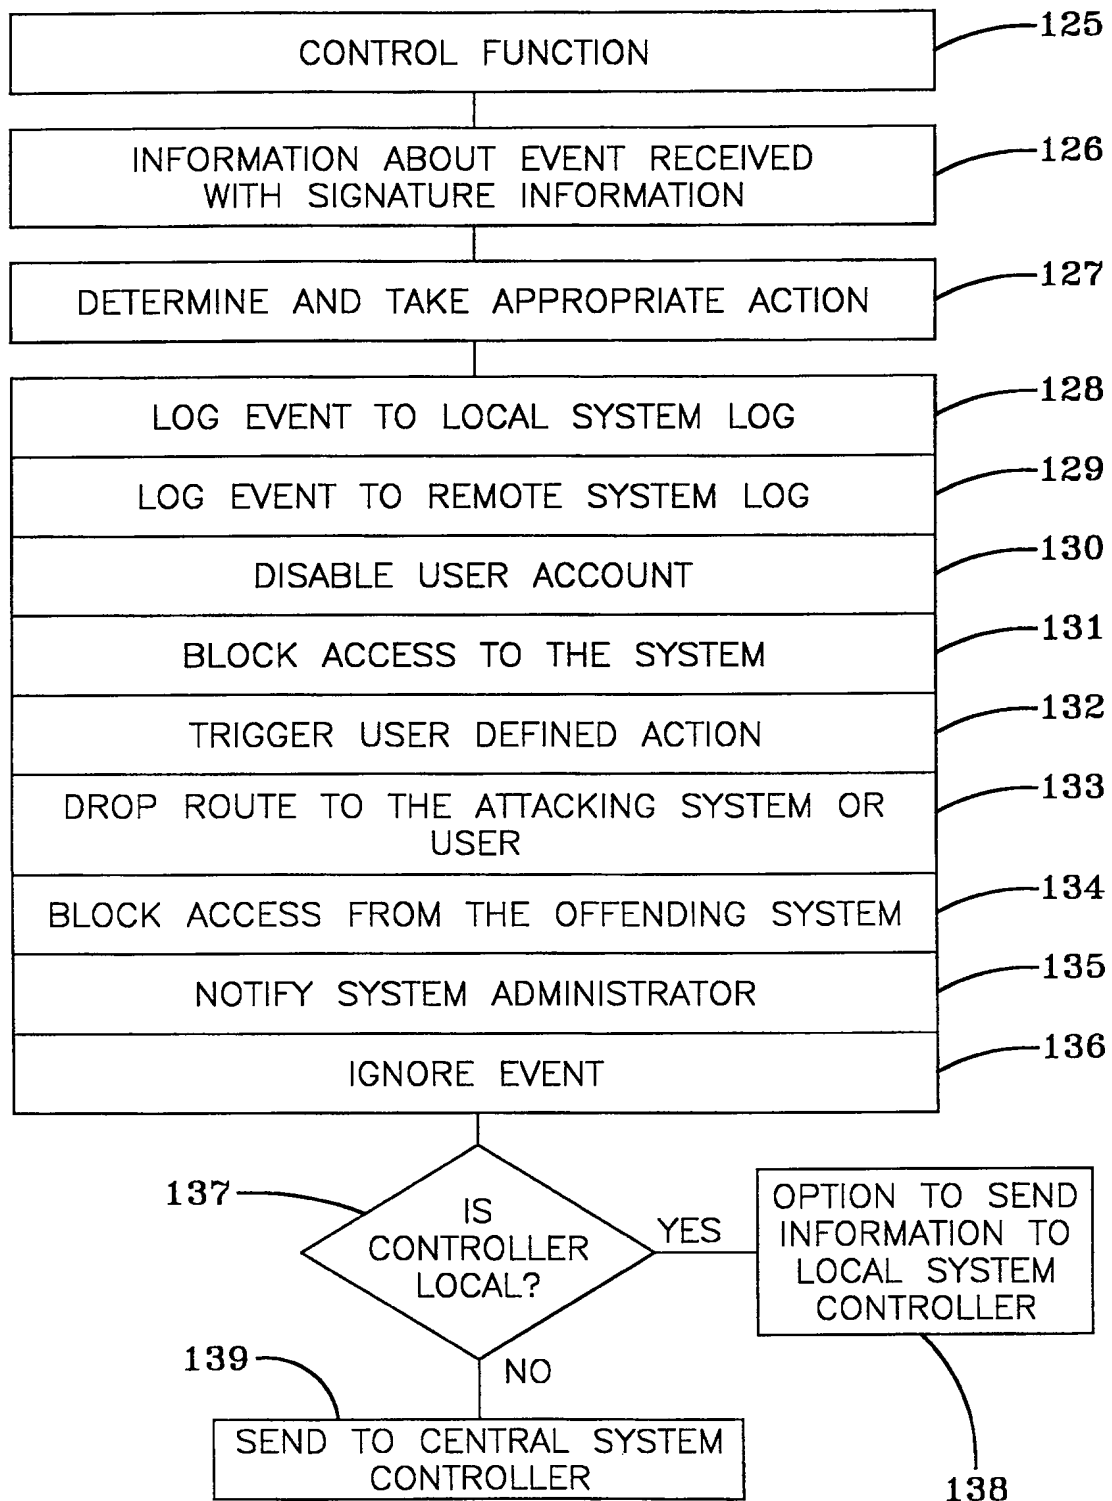 CONTROL FUNCTION
125
INFORMATION ABOUT EVENT RECEIVED
WITH SIGNATURE INFORMATION
126
DETERMINE AND TAKE APPROPRIATE ACTION
127
LOG EVENT TO LOCAL SYSTEM LOG
128
LOG EVENT TO REMOTE SYSTEM LOG
129
DISABLE USER ACCOUNT
130
BLOCK ACCESS TO THE SYSTEM
131
TRIGGER USER DEFINED ACTION
132
DROP ROUTE TO THE ATTACKING SYSTEM OR
USER
133
BLOCK ACCESS FROM THE OFFENDING SYSTEM
134
NOTIFY SYSTEM ADMINISTRATOR
135
IGNORE EVENT
136
137
IS
CONTROLLER
LOCAL?
YES
OPTION TO SEND
INFORMATION TO
LOCAL SYSTEM
CONTROLLER
138
NO
139
SEND TO CENTRAL SYSTEM
CONTROLLER